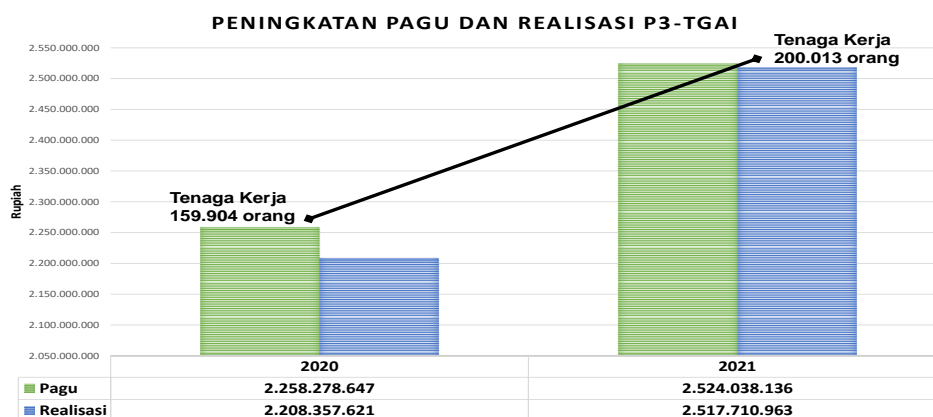 PENINGKATAN PAGU DAN REALISASI P3-TGAI
Tenaga Kerja
200.013 orang
2.550.000.000
2.500.000.000
2.450.000.000
2.400.000.000
2.350.000.000
2.300.000.000
2.250.000.000
2.200.000.000
2.150.000.000
2.100.000.000
2.050.000.000
Rupiah
Tenaga Kerja
159.904 orang
2020 2021
Pagu 2.258.278.647 2.524.038.136
Realisasi 2.208.357.621 2.517.710.963